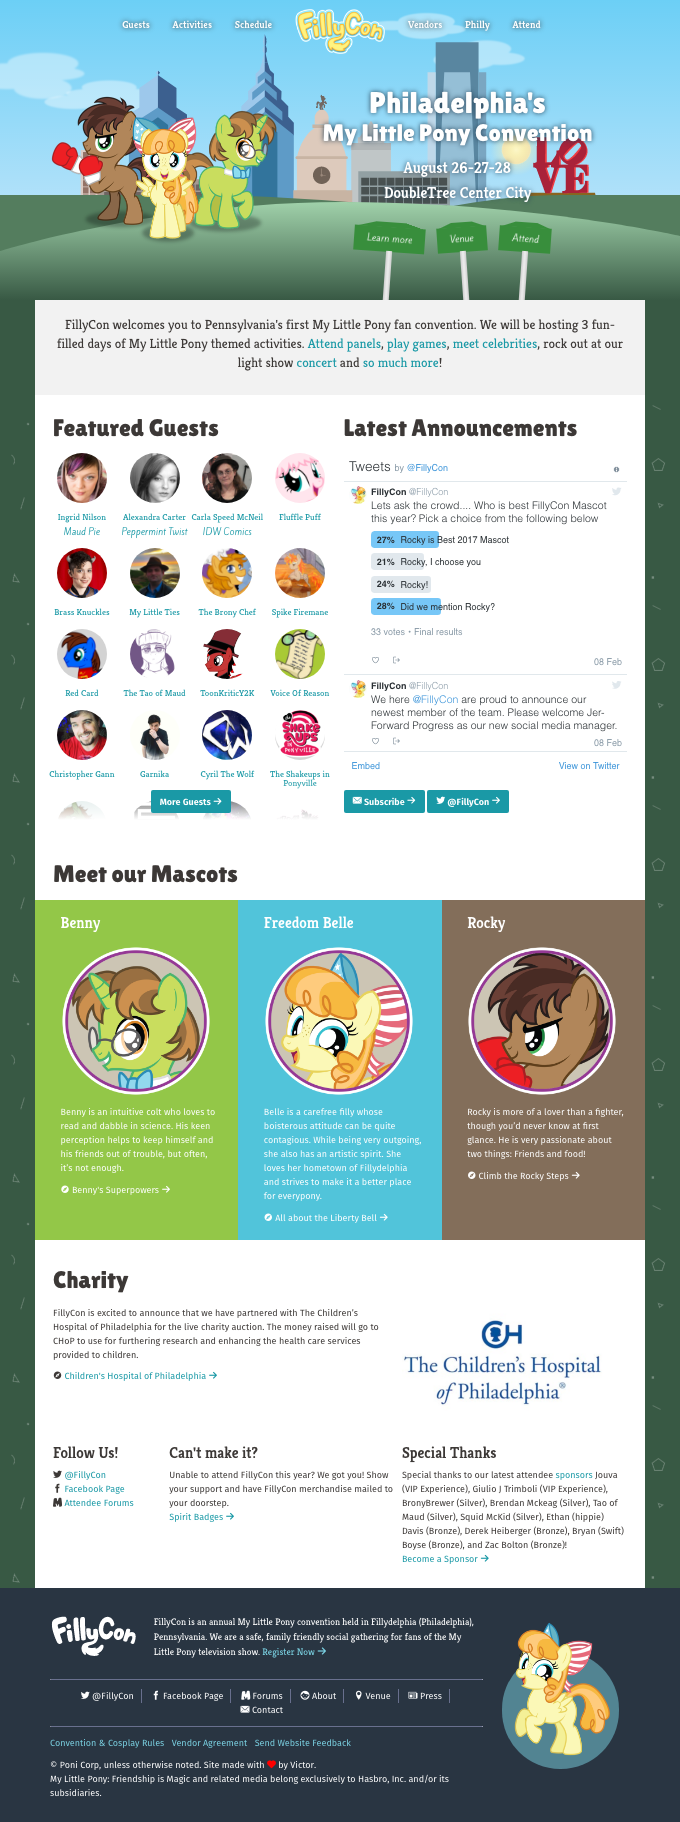 Guests Activities Schedule FillyCon Vendors Philly Attend
Philadelphia's
My Little Pony Convention
August 26-27-28
DoubleTree Center City
LOVE
Learn more Venue Attend
FillyCon welcomes you to Pennsylvania's first My Little Pony fan convention. We will be hosting 3 fun-
filled days of My Little Pony themed activities. Attend panels, play games, meet celebrities, rock out at our
light show concert and so much more!
Featured Guests
Ingrid Nilson Alexandra Carter Carla Speed McNeil Fluffle Puff
Maud Pie Peppermint Twist IDW Comics
Brass Knuckles My Little Ties The Brony Chef Spike Firemane
Red Card The Tao of Maud ToonKriticY2K Voice Of Reason
SHAKE UPS IN PONYVILLE
Christopher Gann Garnika Cyril The Wolf The Shakeups in
Ponyville
More Guests
Latest Announcements
Tweets by @FillyCon
FillyCon @FillyCon
Lets ask the crowd.... Who is best FillyCon Mascot
this year? Pick a choice from the following below
27% Rocky is Best 2017 Mascot
21% Rocky, I choose you
24% Rocky!
28% Did we mention Rocky?
33 votes • Final results
08 Feb
FillyCon @FillyCon
We here @FillyCon are proud to announce our
newest member of the team. Please welcome Jer-
Forward Progress as our new social media manager.
08 Feb
Embed View on Twitter
Subscribe @FillyCon
Meet our Mascots
Benny
Benny is an intuitive colt who loves to
read and dabble in science. His keen
perception helps to keep himself and
his friends out of trouble, but often,
it's not enough.
Benny's Superpowers
Freedom Belle
Belle is a carefree filly whose
boisterous attitude can be quite
contagious. While being very outgoing,
she also has an artistic spirit. She
loves her hometown of Fillydelphia
and strives to make it a better place
for everypony.
All about the Liberty Bell
Rocky
Rocky is more of a lover than a fighter,
though you'd never know at first
glance. He is very passionate about
two things: Friends and food!
Climb the Rocky Steps
Charity
FillyCon is excited to announce that we have partnered with The Children's
Hospital of Philadelphia for the live charity auction. The money raised will go to
CHoP to use for furthering research and enhancing the health care services
provided to children.
Children's Hospital of Philadelphia
CH
The Children's Hospital
of Philadelphia®
Follow Us!
@FillyCon
Facebook Page
Attendee Forums
Can't make it?
Unable to attend FillyCon this year? We got you! Show
your support and have FillyCon merchandise mailed to
your doorstep.
Spirit Badges
Special Thanks
Special thanks to our latest attendee sponsors Jouva
(VIP Experience), Giulio J Trimboli (VIP Experience),
BronyBrewer (Silver), Brendan Mckeag (Silver), Tao of
Maud (Silver), Squid McKid (Silver), Ethan (hippie)
Davis (Bronze), Derek Heiberger (Bronze), Bryan (Swift)
Boyse (Bronze), and Zac Bolton (Bronze)!
Become a Sponsor
FillyCon
FillyCon is an annual My Little Pony convention held in Fillydelphia (Philadelphia),
Pennsylvania. We are a safe, family friendly social gathering for fans of the My
Little Pony television show. Register Now
@FillyCon Facebook Page Forums About Venue Press
Contact
Convention & Cosplay Rules Vendor Agreement Send Website Feedback
© Poni Corp, unless otherwise noted. Site made with ❤ by Victor.
My Little Pony: Friendship is Magic and related media belong exclusively to Hasbro, Inc. and/or its
subsidiaries.